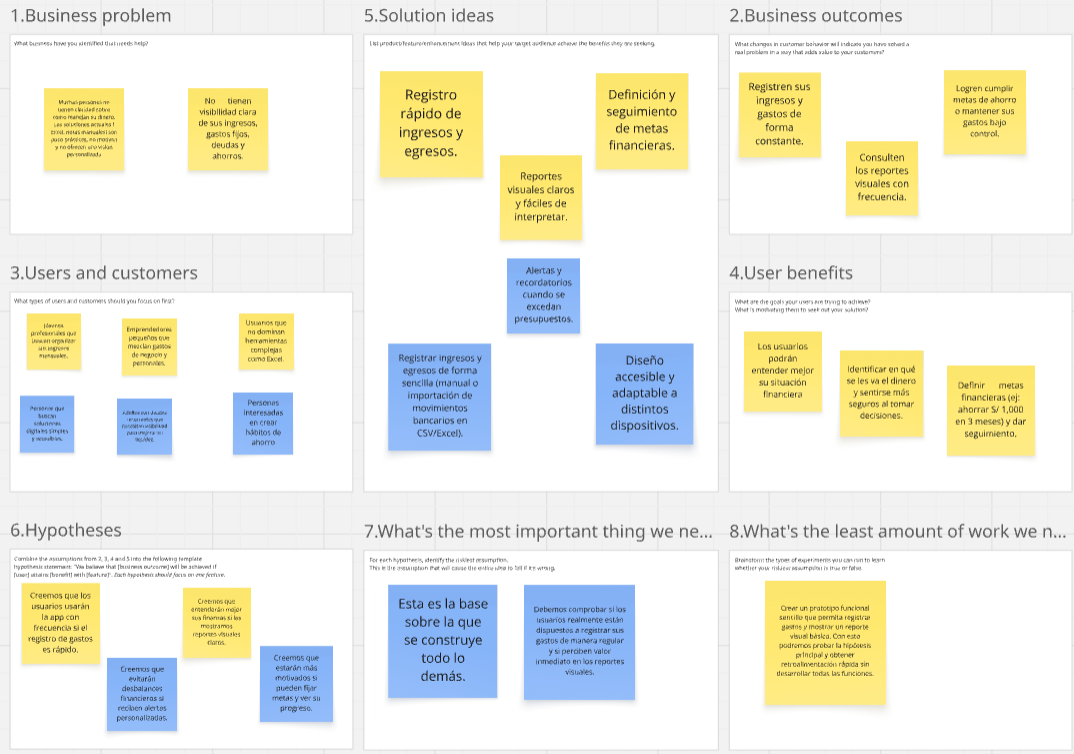 1.Business problem
What business have you identified that needs help?
Muchas personas no
tienen claridad sobre
cómo manejan su dinero.
Las soluciones actuales (
Excel, notas manuales) son
poco prácticas, no motivan
y no ofrecen una visión
personalizada
No tienen
visibilidad clara
de sus ingresos,
gastos fijos,
deudas y
ahorros.
5.Solution ideas
List product/feature/enhancement ideas that help your target audience achieve the benefits they are seeking.
Registro
rápido de
ingresos y
egresos.
Definición y
seguimiento
de metas
financieras.
Reportes
visuales claros
y fáciles de
interpretar.
Alertas y
recordatorios
cuando se
excedan
presupuestos.
Registrar ingresos y
egresos de forma
sencilla (manual o
importación de
movimientos
bancarios en
CSV/Excel).
Diseño
accesible y
adaptable a
distintos
dispositivos.
2.Business outcomes
What changes in customer behavior will indicate you have solved a
real problem in a way that adds value to your customers?
Registren sus
ingresos y
gastos de
forma
constante.
Logren cumplir
metas de ahorro
o mantener sus
gastos bajo
control.
Consulten
los reportes
visuales con
frecuencia.
3.Users and customers
What types of users and customers should you focus on first?
Jóvenes
profesionales que
buscan organizar
sus ingresos
mensuales.
Emprendedores
pequeños que
mezclan gastos
de negocio y
personales.
Usuarios que
no dominan
herramientas
complejas
como Excel.
Personas que
buscan
soluciones
digitales simples
y
Personas
interesadas
en crear
hábitos de
ahorro
4.User benefits
What are the goals your users are trying to achieve?
What is motivating them to seek out your solution?
Los usuarios
podrán
entender mejor
su situación
financiera
Identificar en qué
se les va el dinero
y sentirse más
seguros al tomar
decisiones.
Definir metas
financieras (ej:
ahorrar S/ 1,000
en 3 meses) y dar
seguimiento.
6.Hypotheses
Combine the assumptions from 2, 3, 4 and 5 into the following template
hypothesis statement: "We believe that [business outcome] will be achieved if
[user] attains [benefit] with [feature]". Each hypothesis should focus on one feature.
Creemos que los
usuarios usarán
la app con
frecuencia si el
registro de gastos
es rápido.
Creemos que
entenderán mejor
sus finanzas si les
mostramos
reportes visuales
claros.
Creemos que
evitarán
desbalances
financieros si
reciben alertas
personalizadas.
Creemos que
estarán más
motivados si
pueden fijar
metas y ver su
progreso.
7.What's the most important thing we ne...
For each hypothesis, identify the riskiest assumption.
This is the assumption that will cause the entire idea to fail if it's wrong.
Esta es la base
sobre la que
se construye
todo lo
demás.
Debemos comprobar si los
usuarios realmente están
dispuestos a registrar sus
gastos de manera regular
y si perciben valor
inmediato en los reportes
visuales.
8.What's the least amount of work we n...
Brainstorm the types of experiments you can run to learn
whether your riskiest assumption is true or false.
Crear un prototipo funcional
sencillo que permita registrar
gastos y mostrar un reporte
visual básico. Con esto
podremos probar la hipótesis
principal y obtener
retroalimentación rápida sin
desarrollar todas las funciones.